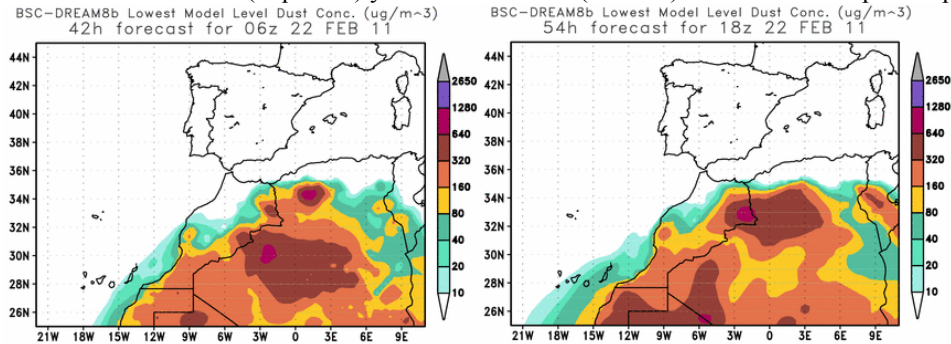 BSC-DREAM8b Lowest Model Level Dust Conc. (ug/m^3)
42h forecast for 06z 22 FEB 11
44N
42N
40N
38N
36N
34N
32N
30N
28N
26N
21W 18W 15W 12W 9W 6W 3W 0 3E 6E 9E
2650
1280
640
320
160
80
40
20
10
BSC-DREAM8b Lowest Model Level Dust Conc. (ug/m^3)
54h forecast for 18z 22 FEB 11
44N
42N
40N
38N
36N
34N
32N
30N
28N
26N
21W 18W 15W 12W 9W 6W 3W 0 3E 6E 9E
2650
1280
640
320
160
80
40
20
10